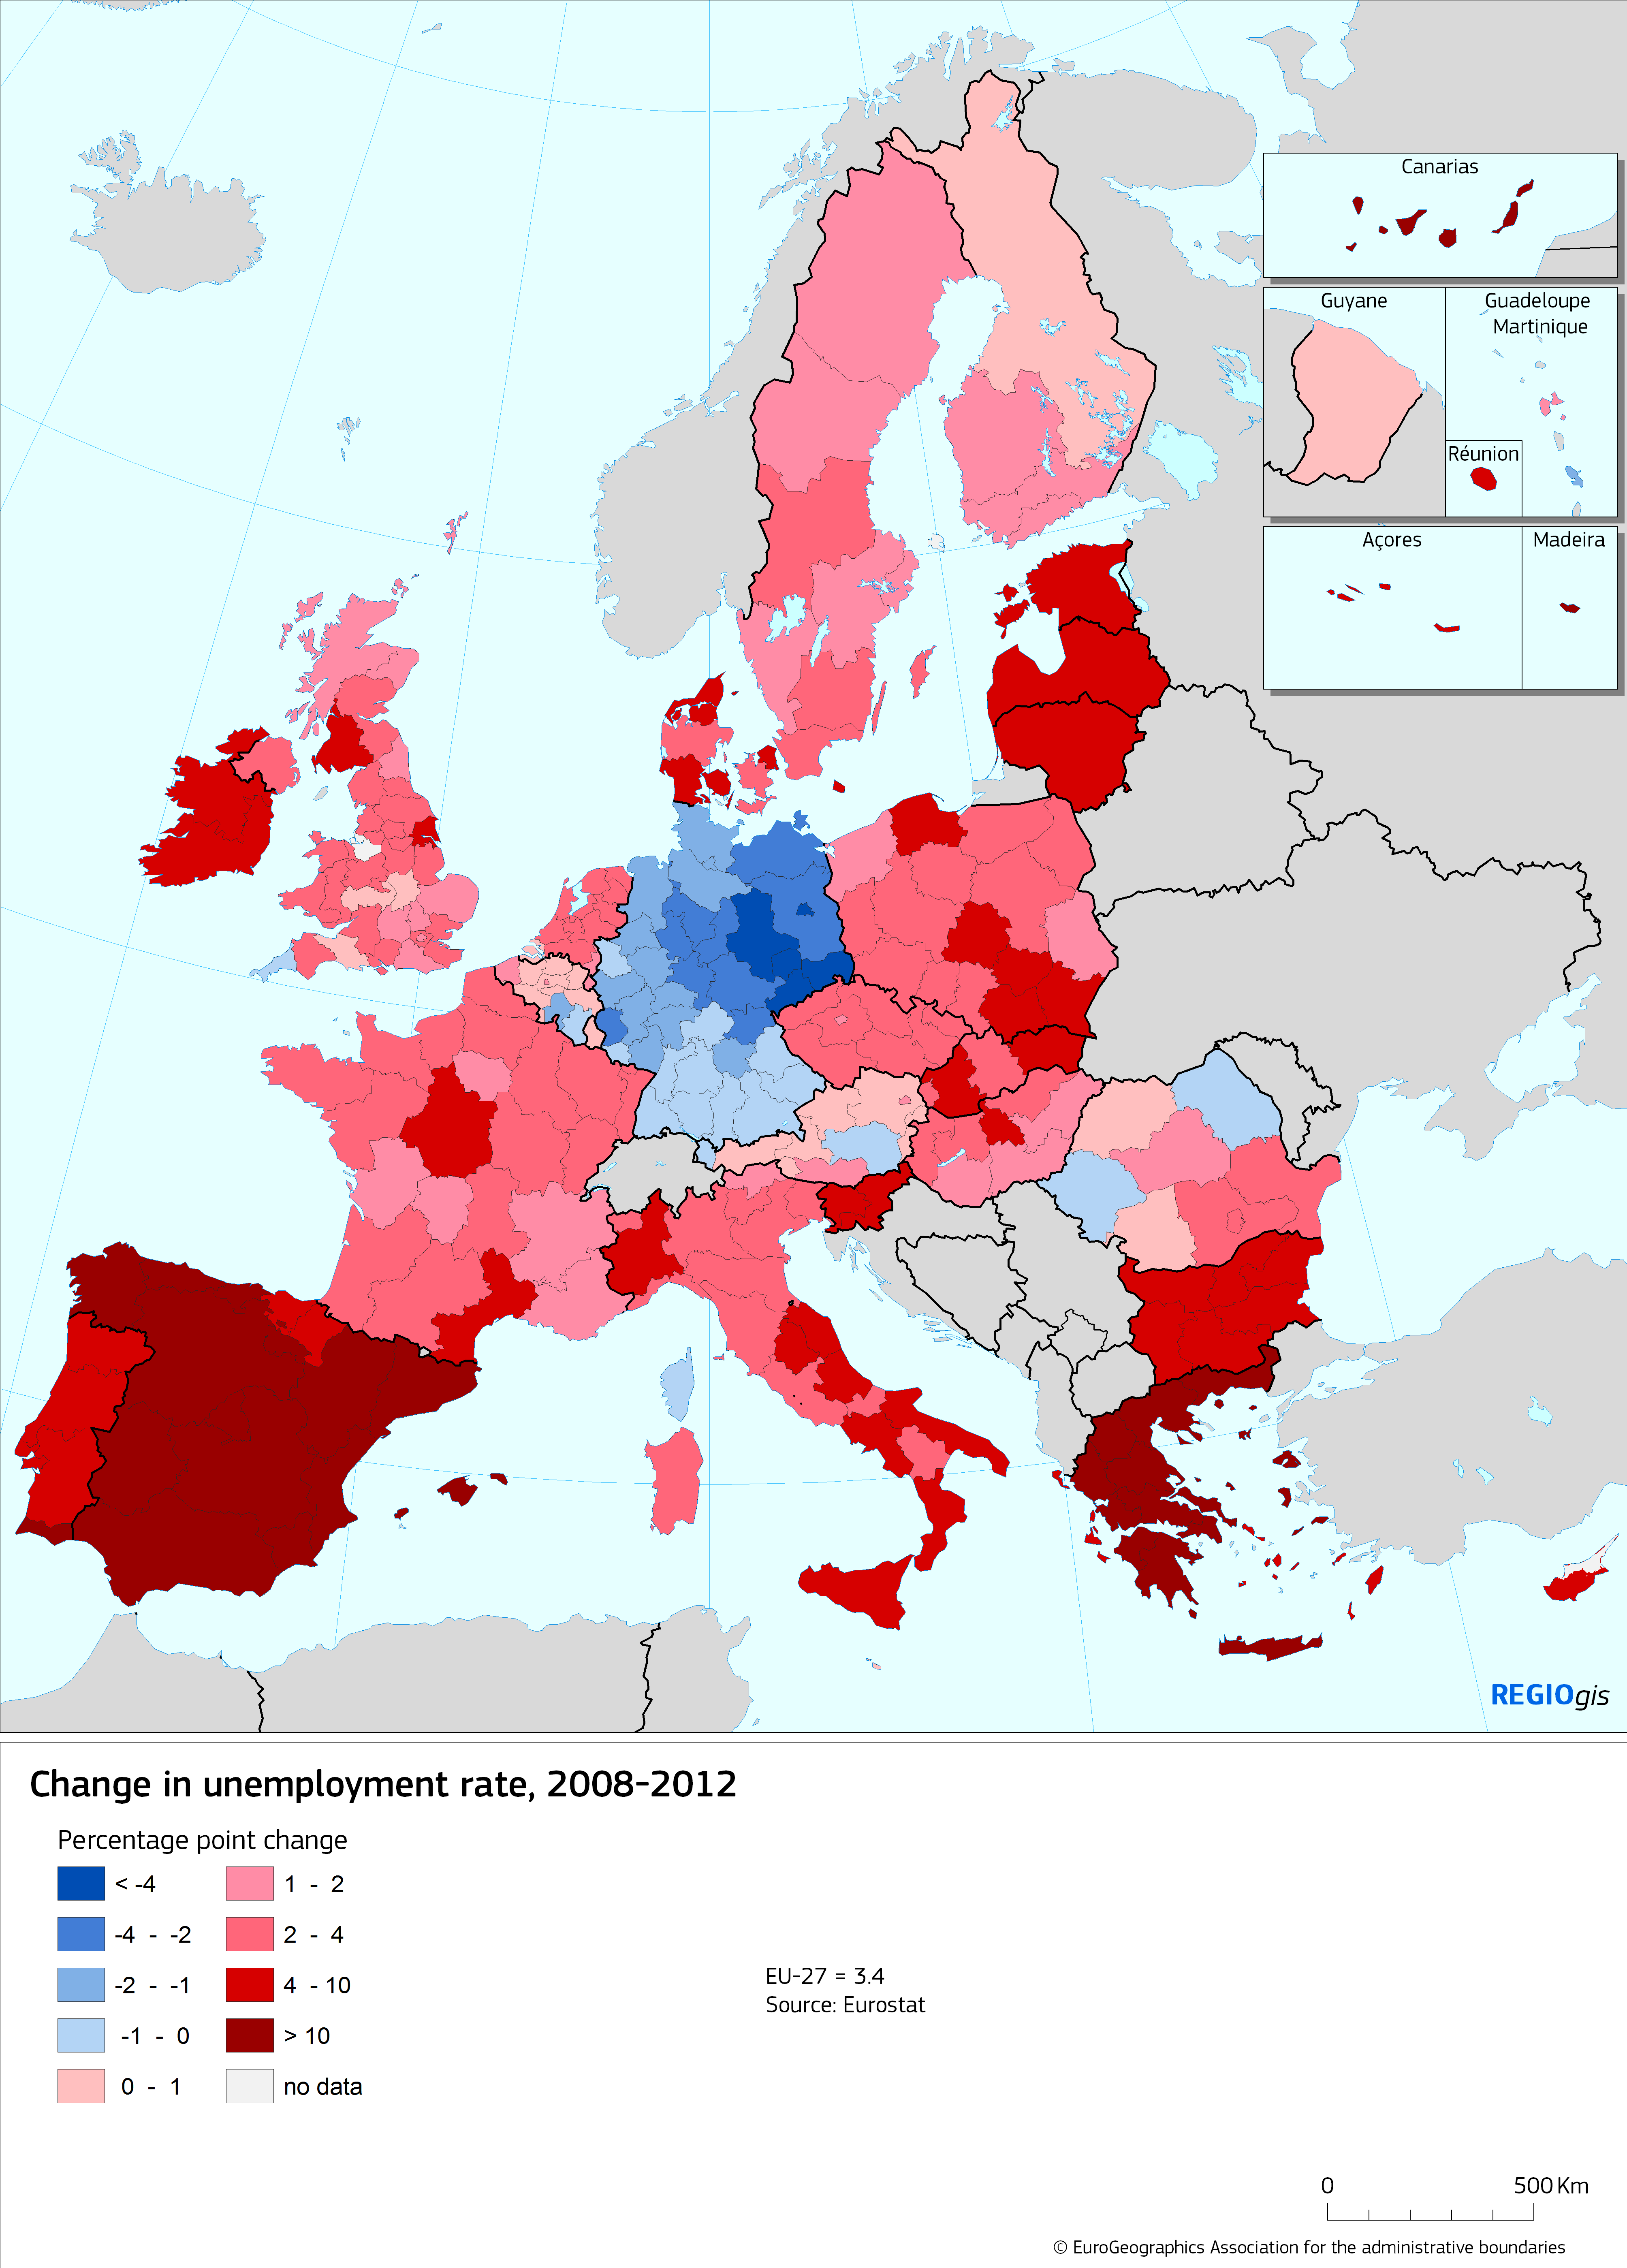 Canarias
Guyane
Guadeloupe
Martinique
Réunion
Açores
Madeira
REGIOgis
Change in unemployment rate, 2008-2012
Percentage point change
< -4
1 - 2
-4 - -2
2 - 4
-2 - -1
4 - 10
-1 - 0
> 10
0 - 1
no data
EU-27 = 3.4
Source: Eurostat
0 500 Km
© EuroGeographics Association for the administrative boundaries